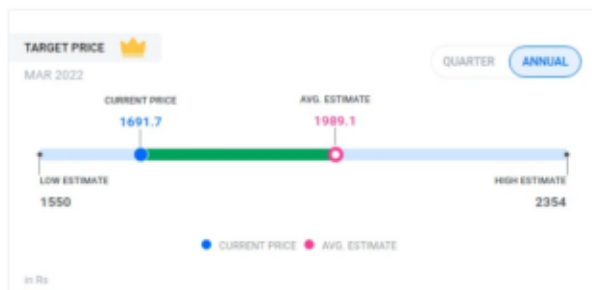 TARGET PRICE
MAR 2022
QUARTER ANNUAL
CURRENT PRICE AVG. ESTIMATE
1691.7 1989.1
LOW ESTIMATE HIGH ESTIMATE
1550 2354
CURRENT PRICE AVG. ESTIMATE
in Rs